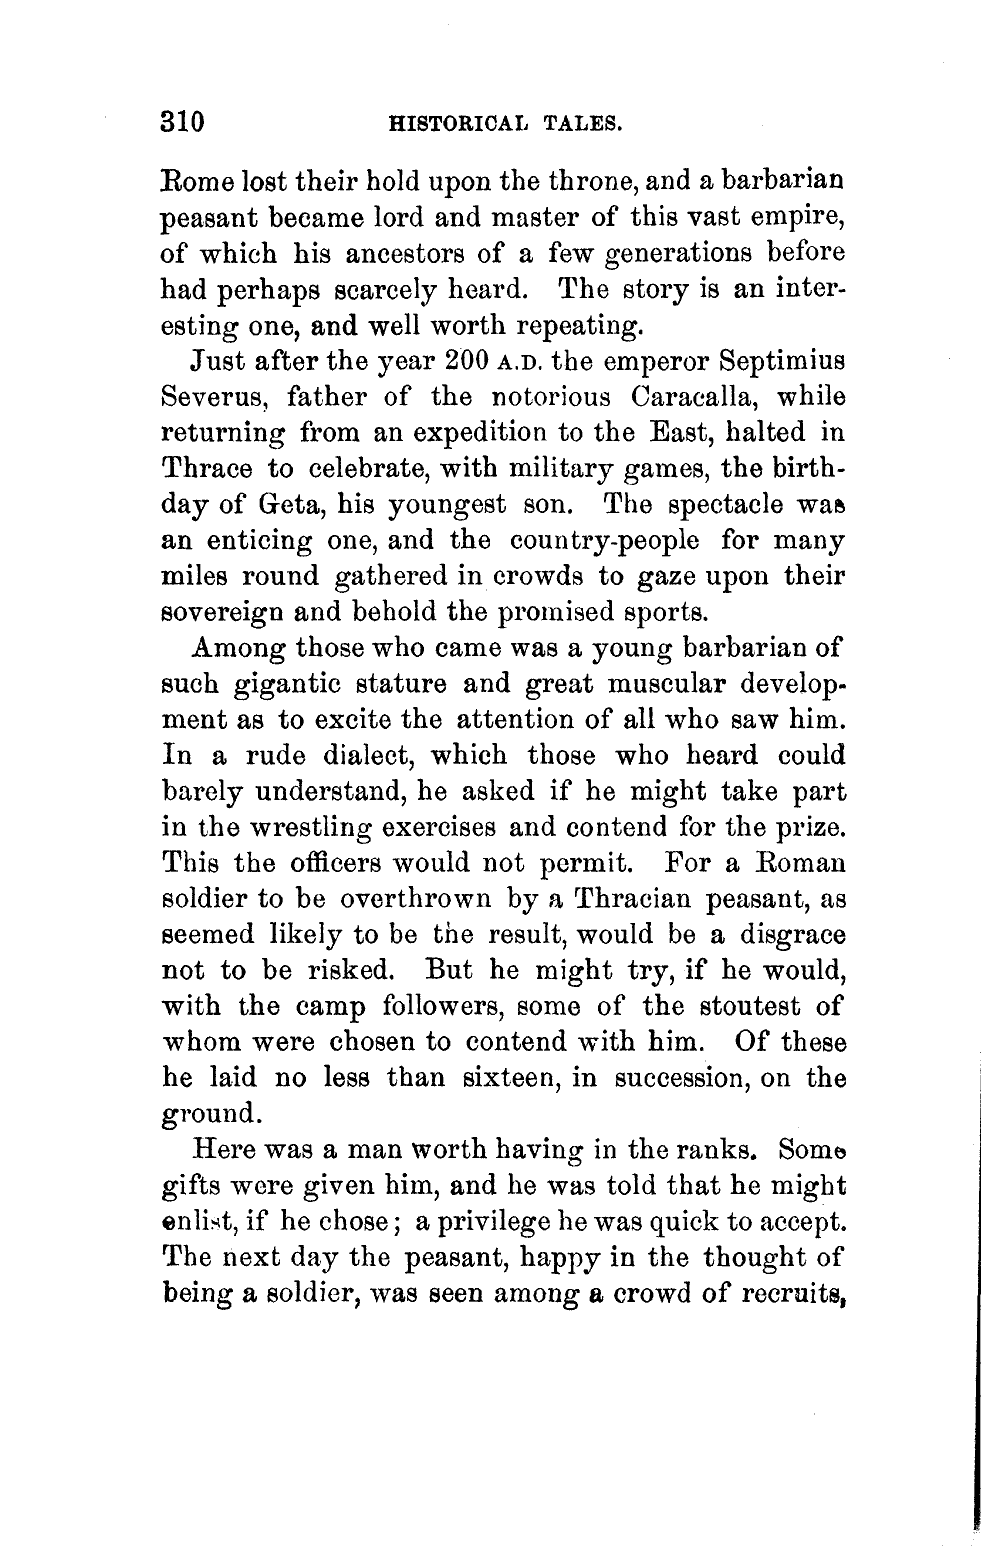 310 HISTORICAL TALES.
Rome lost their hold upon the throne, and a barbarian
peasant became lord and master of this vast empire,
of which his ancestors of a few generations before
had perhaps scarcely heard. The story is an inter-
esting one, and well worth repeating.
Just after the year 200 A.D. the emperor Septimius
Severus, father of the notorious Caracalla, while
returning from an expedition to the East, halted in
Thrace to celebrate, with military games, the birth-
day of Geta, his youngest son. The spectacle was
an enticing one, and the country-people for many
miles round gathered in crowds to gaze upon their
sovereign and behold the promised sports.
Among those who came was a young barbarian of
such gigantic stature and great muscular develop-
ment as to excite the attention of all who saw him.
In a rude dialect, which those who heard could
barely understand, he asked if he might take part
in the wrestling exercises and contend for the prize.
This the officers would not permit. For a Roman
soldier to be overthrown by a Thracian peasant, as
seemed likely to be the result, would be a disgrace
not to be risked. But he might try, if he would,
with the camp followers, some of the stoutest of
whom were chosen to contend with him. Of these
he laid no less than sixteen, in succession, on the
ground.
Here was a man worth having in the ranks. Some
gifts were given him, and he was told that he might
enlist, if he chose; a privilege he was quick to accept.
The next day the peasant, happy in the thought of
being a soldier, was seen among a crowd of recruits,